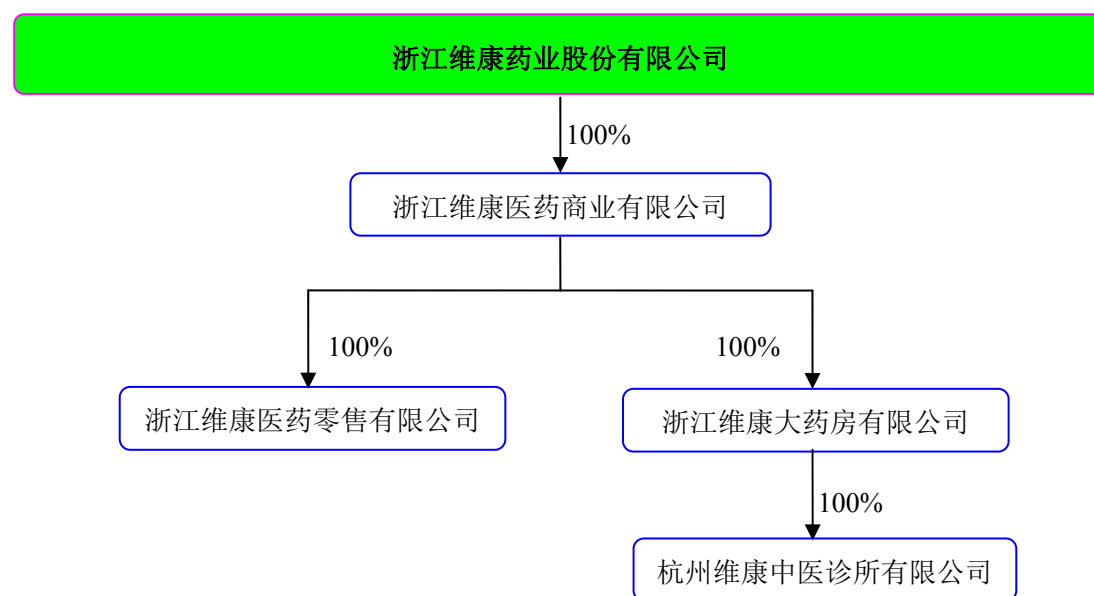 浙江维康药业股份有限公司
100%
浙江维康医药商业有限公司
100%
100%
浙江维康医药零售有限公司
浙江维康大药房有限公司
100%
杭州维康中医诊所有限公司